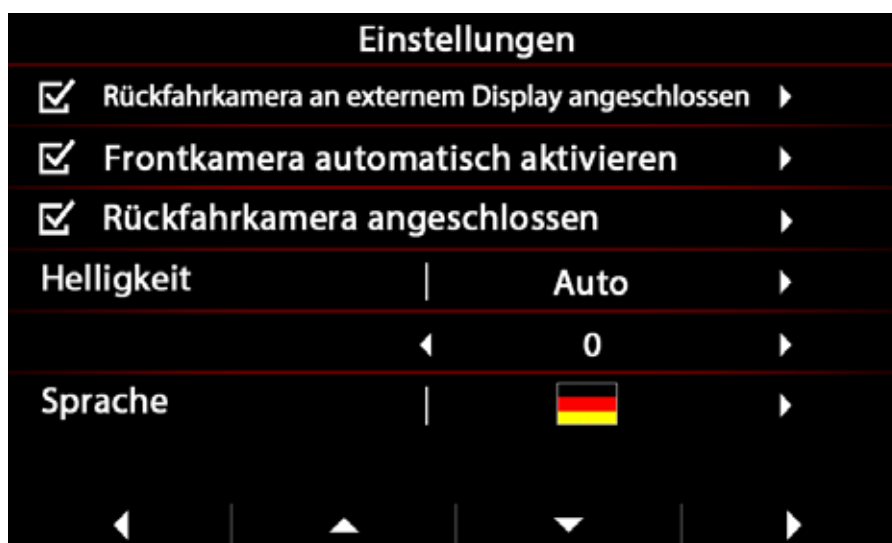 Einstellungen
Rückfahrkamera an externem Display angeschlossen
Frontkamera automatisch aktivieren
Rückfahrkamera angeschlossen
Helligkeit | Auto
0
Sprache |